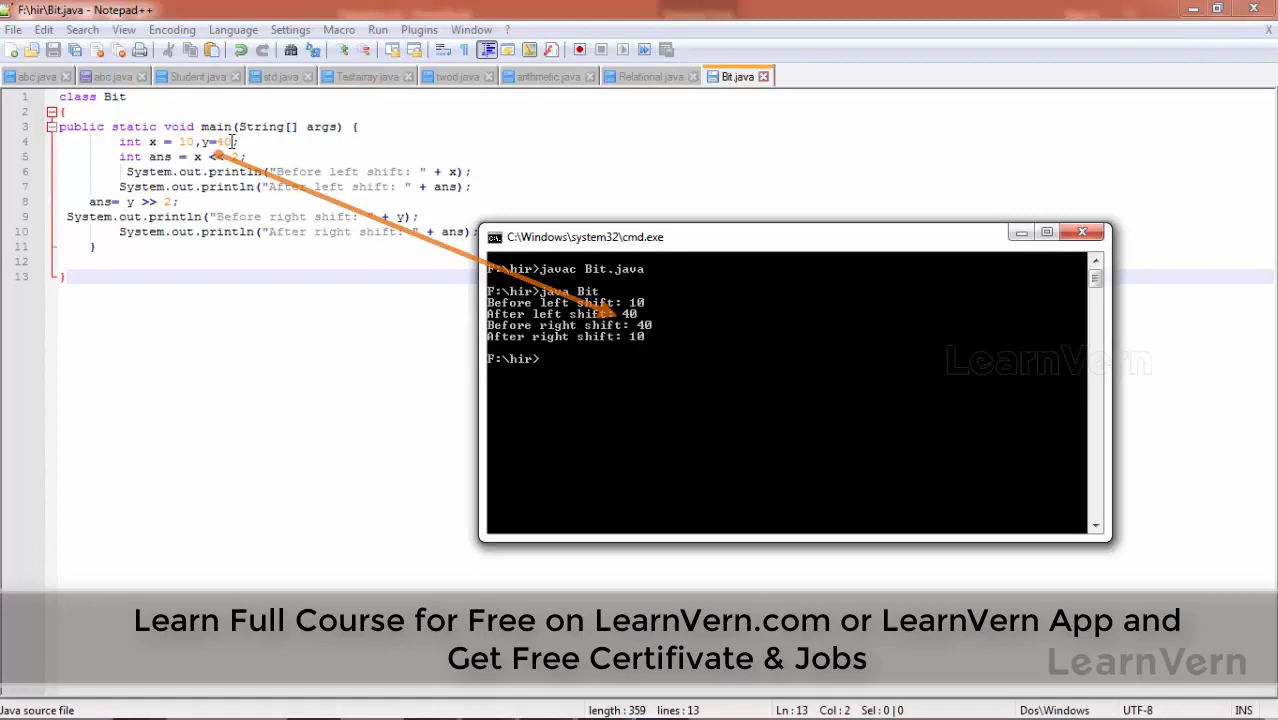 F:\hir\Bit.java - Notepad++
File Edit Search View Encoding Language Settings Macro Run Plugins Window ?
X
abc.java abc.java Student.java std.java Testarray.java twod.java arithmetic.java Relational.java Bit.java
1 class Bit
2 {
3 public static void main(String[] args) {
4 int x = 10,y=40;
5 int ans = x << 2;
6 System.out.println("Before left shift: " + x);
7 System.out.println("After left shift: " + ans);
8 ans= y >> 2;
9 System.out.println("Before right shift: " + y);
10 System.out.println("After right shift: " + ans);
11 }
12
13 }
C:\Windows\system32\cmd.exe
F:\hir>javac Bit.java
F:\hir>java Bit
Before left shift: 10
After left shift: 40
Before right shift: 40
After right shift: 10
F:\hir>
LearnVern
Learn Full Course for Free on LearnVern.com or LearnVern App and
Get Free Certifivate & Jobs
LearnVern
Java source file length : 359 lines : 13 Ln : 13 Col : 2 Sel : 0 | 0 Dos\Windows UTF-8 INS